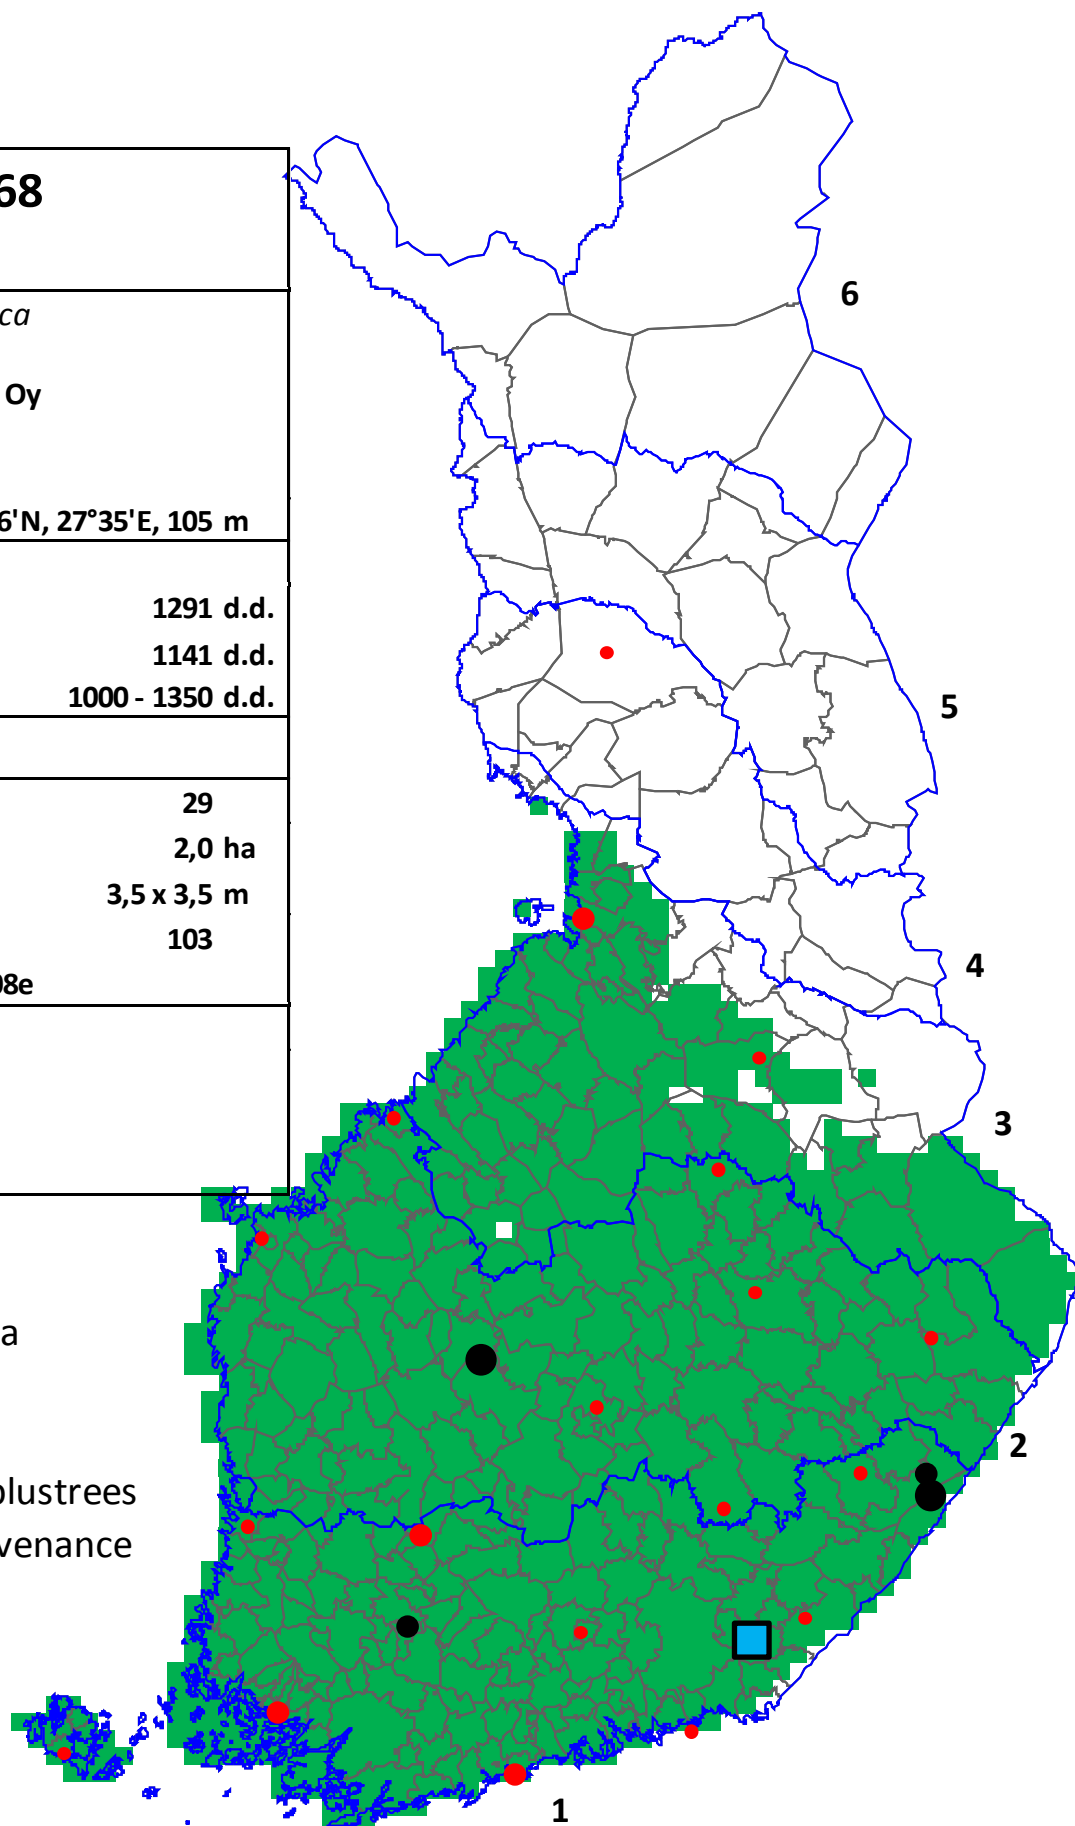 68
ca
Oy
6'N, 27°35'E, 105 m
1291 d.d.
1141 d.d.
1000 - 1350 d.d.
29
2,0 ha
3,5 x 3,5 m
103
08e
a
plustrees
venance
6
5
4
3
2
1